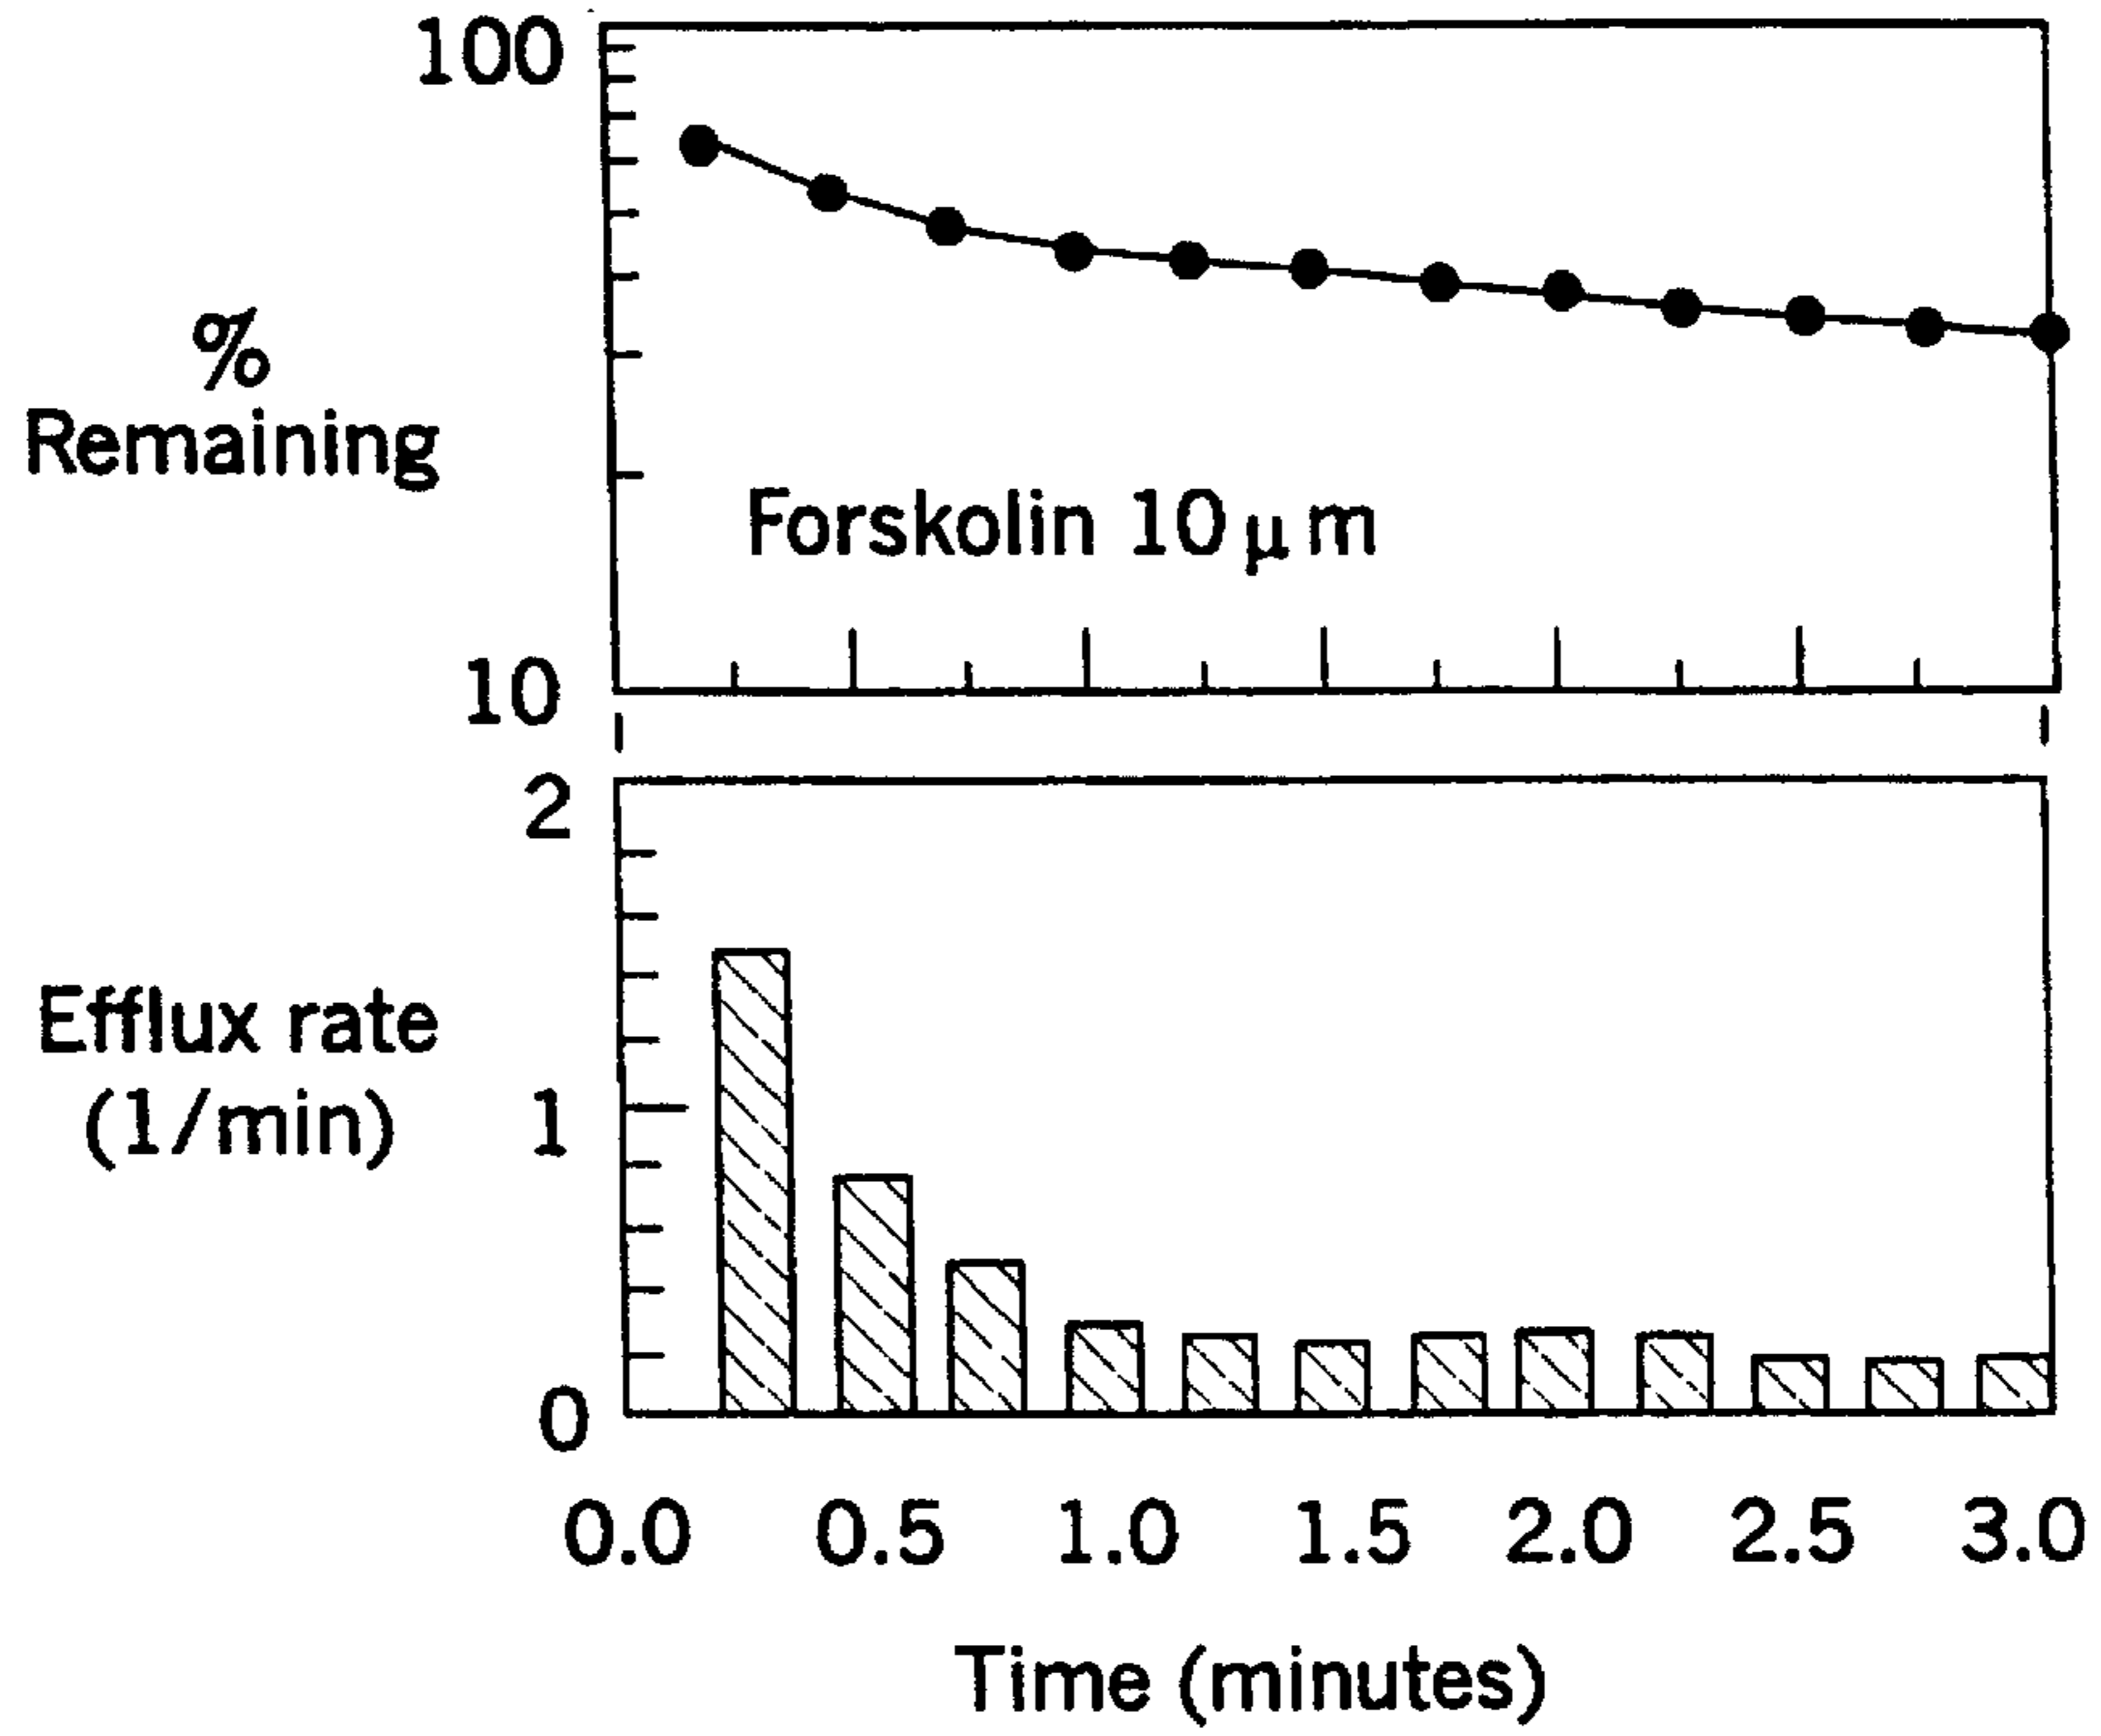 100
%
Remaining
Forskolin 10 μm
10
2
Efflux rate
(1/min)
1
0
0.0 0.5 1.0 1.5 2.0 2.5 3.0
Time (minutes)